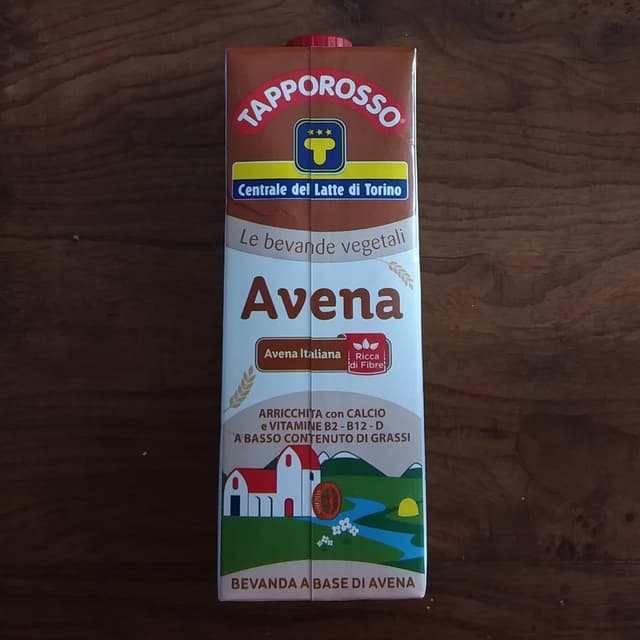 TAPPOROSSO®
Centrale del Latte di Torino
Le bevande vegetali
Avena
Avena Italiana
Ricca
di Fibre
ARRICCHITA con CALCIO
e VITAMINE B2 - B12 - D
A BASSO CONTENUTO DI GRASSI
BEVANDA A BASE DI AVENA